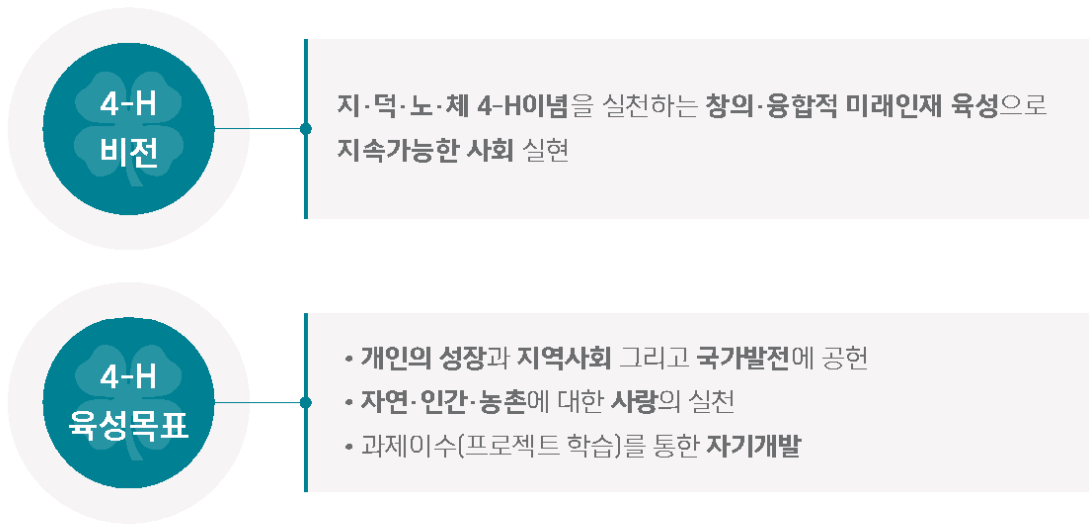 4-H
비전
지·덕·노·체 4-H이념을 실천하는 창의·융합적 미래인재 육성으로
지속가능한 사회 실현
4-H
육성목표
• 개인의 성장과 지역사회 그리고 국가발전에 공헌
• 자연·인간·농촌에 대한 사랑의 실천
• 과제이수(프로젝트 학습)를 통한 자기개발